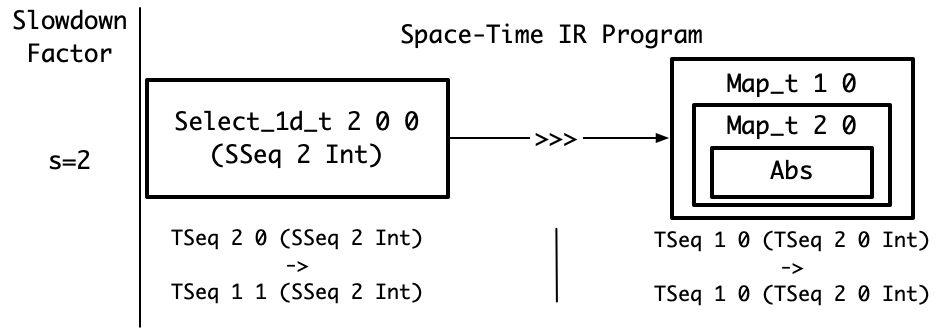 Slowdown
Factor
Space-Time IR Program
s=2
Select_1d_t 2 0 0
(SSeq 2 Int)
>>>
Map_t 1 0
Map_t 2 0
Abs
TSeq 2 0 (SSeq 2 Int)
->
TSeq 1 1 (SSeq 2 Int)
TSeq 1 0 (TSeq 2 0 Int)
->
TSeq 1 0 (TSeq 2 0 Int)